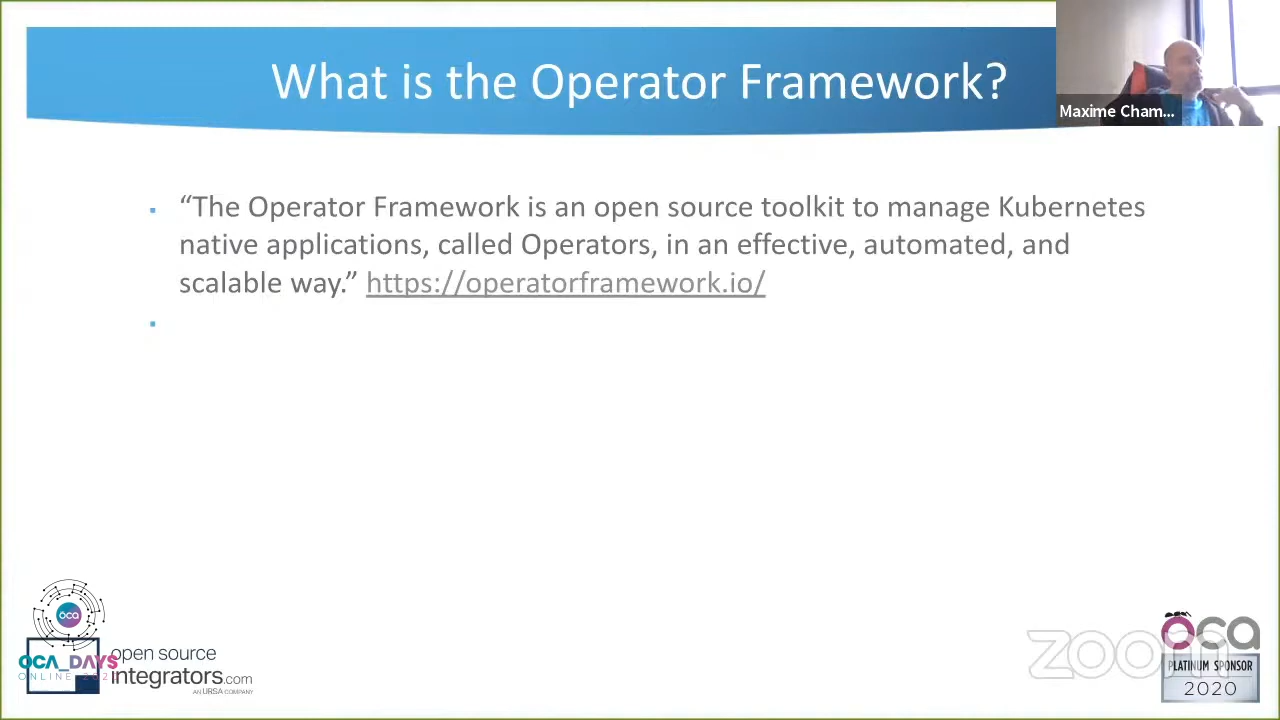 What is the Operator Framework?
Maxime Cham...
“The Operator Framework is an open source toolkit to manage Kubernetes
native applications, called Operators, in an effective, automated, and
scalable way.” https://operatorframework.io/
oca
OCA_DAYS
open source
integrators.com
AN URSA COMPANY
zoom
oca
PLATINUM SPONSOR
2020